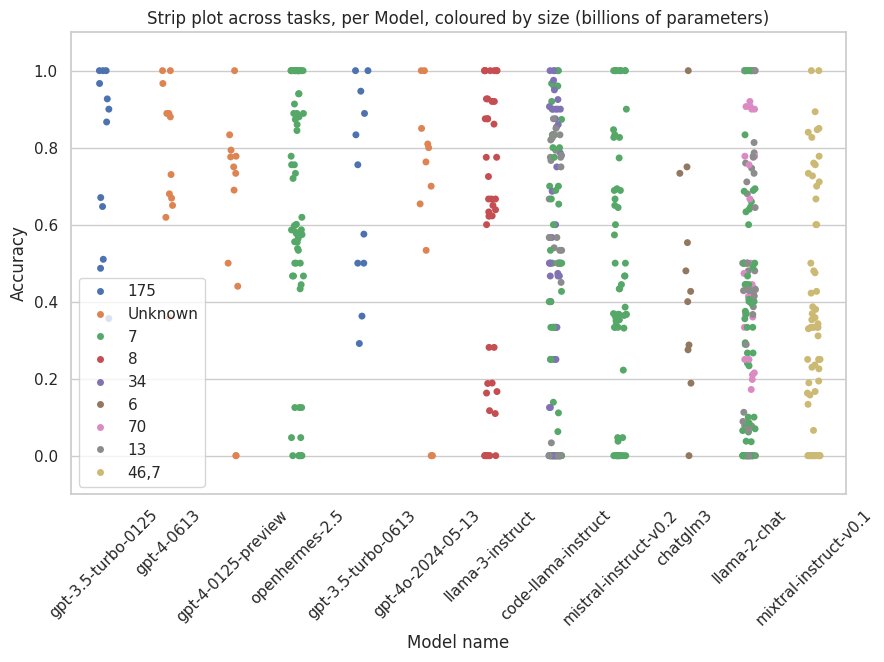 Strip plot across tasks, per Model, coloured by size (billions of parameters)
Accuracy
1.0
0.8
0.6
0.4
0.2
0.0
175
Unknown
7
8
34
6
70
13
46,7
gpt-3.5-turbo-0125
gpt-4-0613
gpt-4-0125-preview
openhermes-2.5
gpt-3.5-turbo-0613
gpt-4o-2024-05-13
llama-3-instruct
code-llama-instruct
mistral-instruct-v0.2
chatglm3
llama-2-chat
mixtral-instruct-v0.1
Model name